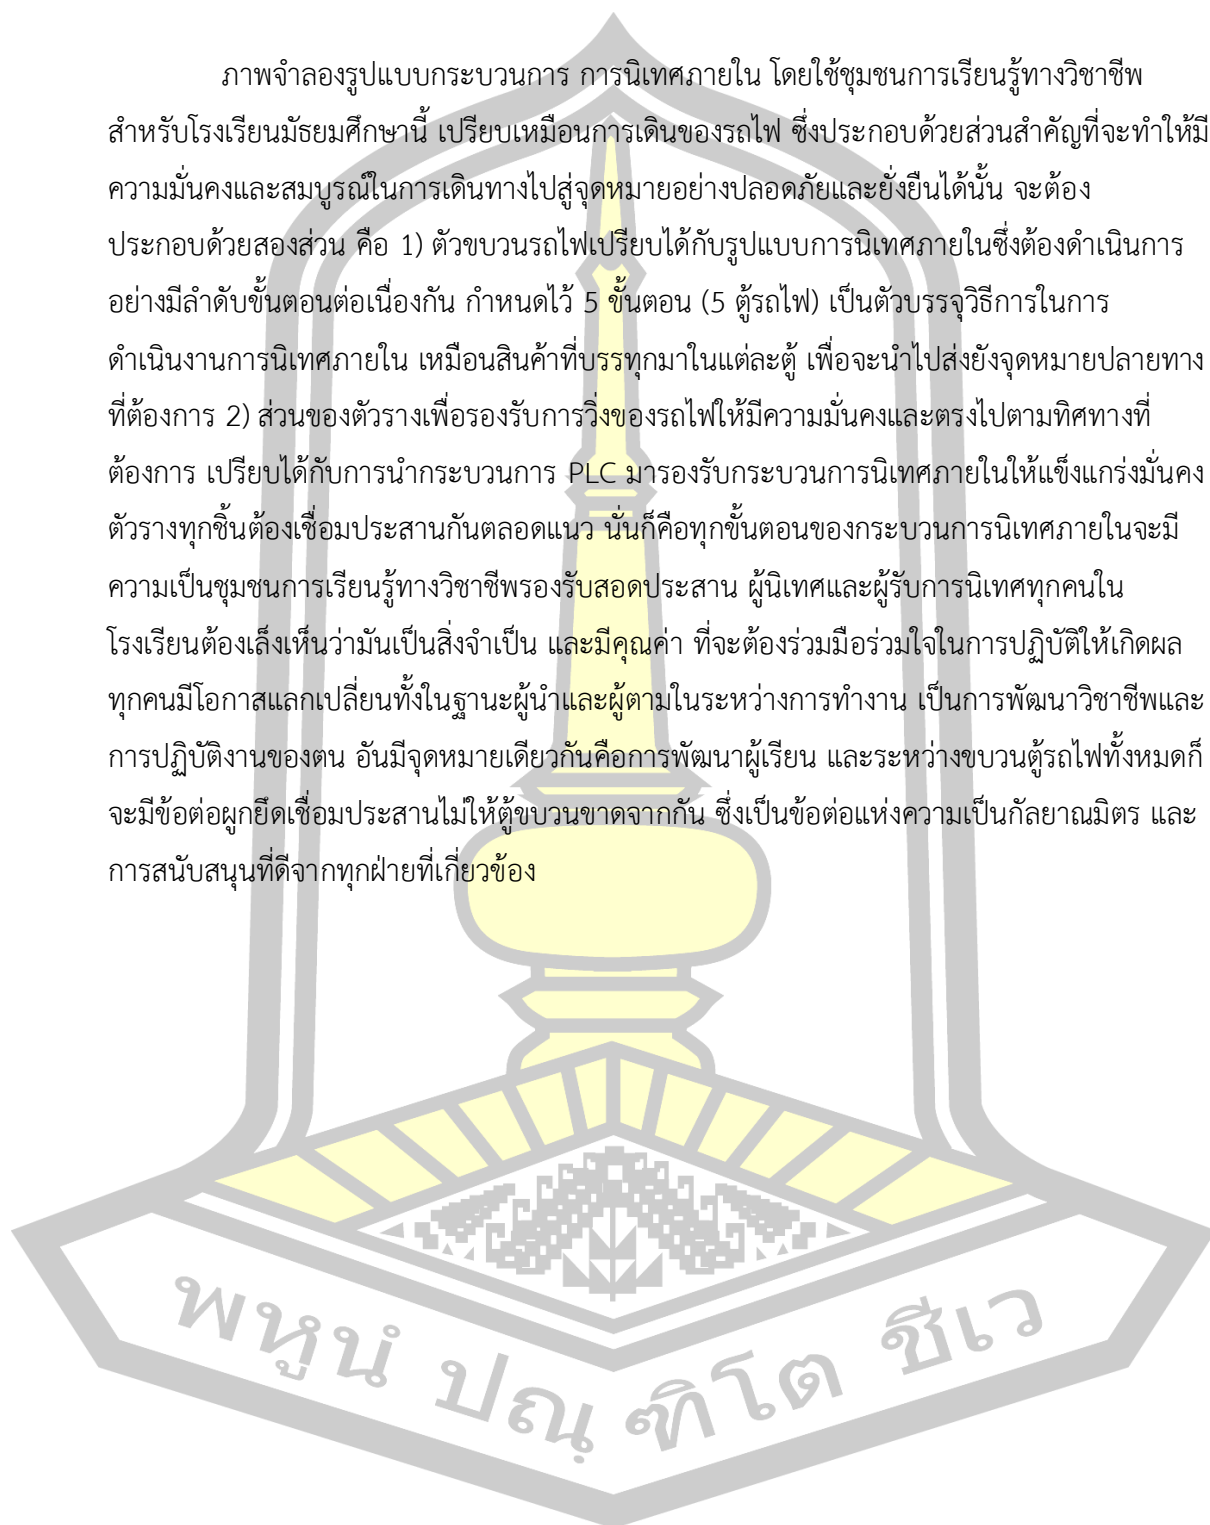 ภาพจำลองรูปแบบกระบวนการ การนิเทศภายใน โดยใช้ชุมชนการเรียนรู้ทางวิชาชีพ
สำหรับโรงเรียนมัธยมศึกษานี้ เปรียบเหมือนการเดินของรถไฟ ซึ่งประกอบด้วยส่วนสำคัญที่จะทำให้มี
ความมั่นคงและสมบูรณ์ในการเดินทางไปสู่จุดหมายอย่างปลอดภัยและยั่งยืนได้นั้น จะต้อง
ประกอบด้วยสองส่วน คือ 1) ตัวขบวนรถไฟเปรียบได้กับรูปแบบการนิเทศภายในซึ่งต้องดำเนินการ
อย่างมีลำดับขั้นตอนต่อเนื่องกัน กำหนดไว้ 5 ขั้นตอน (5 ตู้รถไฟ) เป็นตัวบรรจุวิธีการในการ
ดำเนินงานการนิเทศภายใน เหมือนสินค้าที่บรรทุกมาในแต่ละตู้ เพื่อจะนำไปส่งยังจุดหมายปลายทาง
ที่ต้องการ 2) ส่วนของตัวรางเพื่อรองรับการวิ่งของรถไฟให้มีความมั่นคงและตรงไปตามทิศทางที่
ต้องการ เปรียบได้กับการนำกระบวนการ PLC มารองรับกระบวนการนิเทศภายในให้แข็งแกร่งมั่นคง
ตัวรางทุกชิ้นต้องเชื่อมประสานกันตลอดแนว นั่นก็คือทุกขั้นตอนของกระบวนการนิเทศภายในจะมี
ความเป็นชุมชนการเรียนรู้ทางวิชาชีพรองรับสอดประสาน ผู้นิเทศและผู้รับการนิเทศทุกคนใน
โรงเรียนต้องเล็งเห็นว่ามันเป็นสิ่งจำเป็น และมีคุณค่า ที่จะต้องร่วมมือร่วมใจในการปฏิบัติให้เกิดผล
ทุกคนมีโอกาสแลกเปลี่ยนทั้งในฐานะผู้นำและผู้ตามในระหว่างการทำงาน เป็นการพัฒนาวิชาชีพและ
การปฏิบัติงานของตน อันมีจุดหมายเดียวกันคือการพัฒนาผู้เรียน และระหว่างขบวนตู้รถไฟทั้งหมดก็
จะมีข้อต่อผูกยึดเชื่อมประสานไม่ให้ตู้ขบวนขาดจากกัน ซึ่งเป็นข้อต่อแห่งความเป็นกัลยาณมิตร และ
การสนับสนุนที่ดีจากทุกฝ่ายที่เกี่ยวข้อง
พหูนํ ปณฺ ฑิโต ชีเว